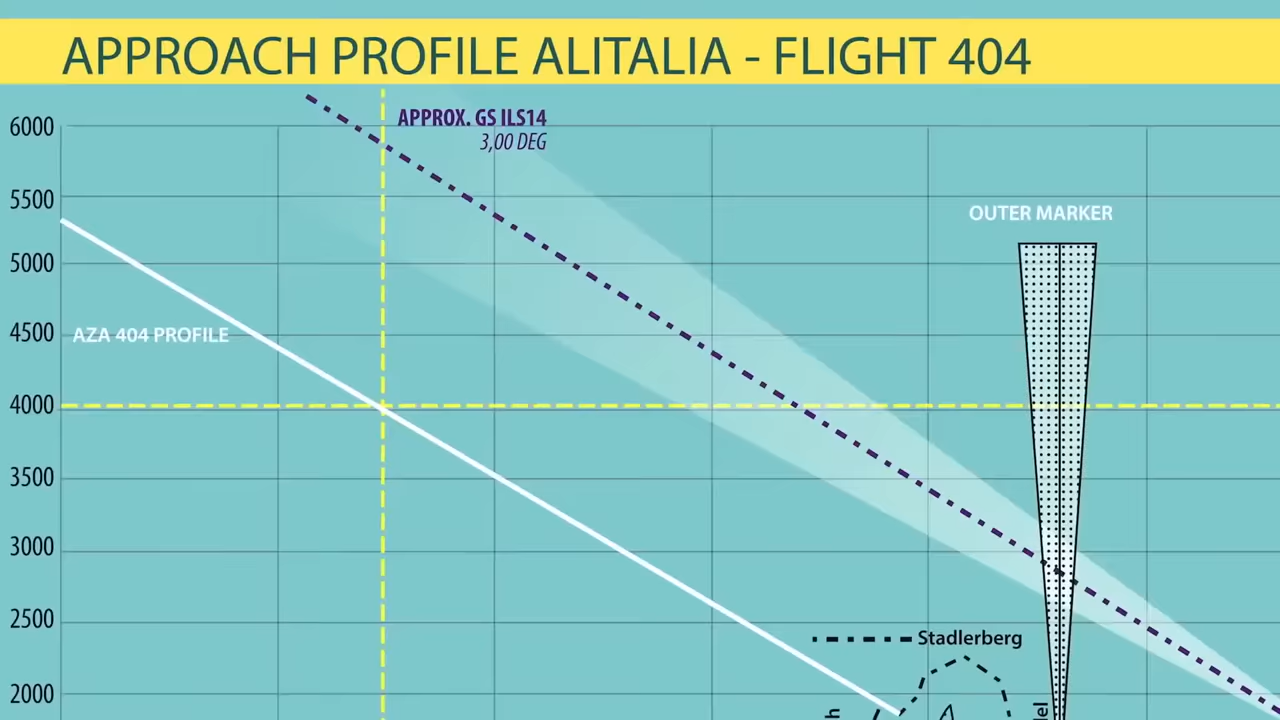 APPROACH PROFILE ALITALIA - FLIGHT 404
APPROX. GS ILS14
3,00 DEG
6000
5500
OUTER MARKER
5000
4500
AZA 404 PROFILE
4000
3500
3000
2500
Stadlerberg
2000